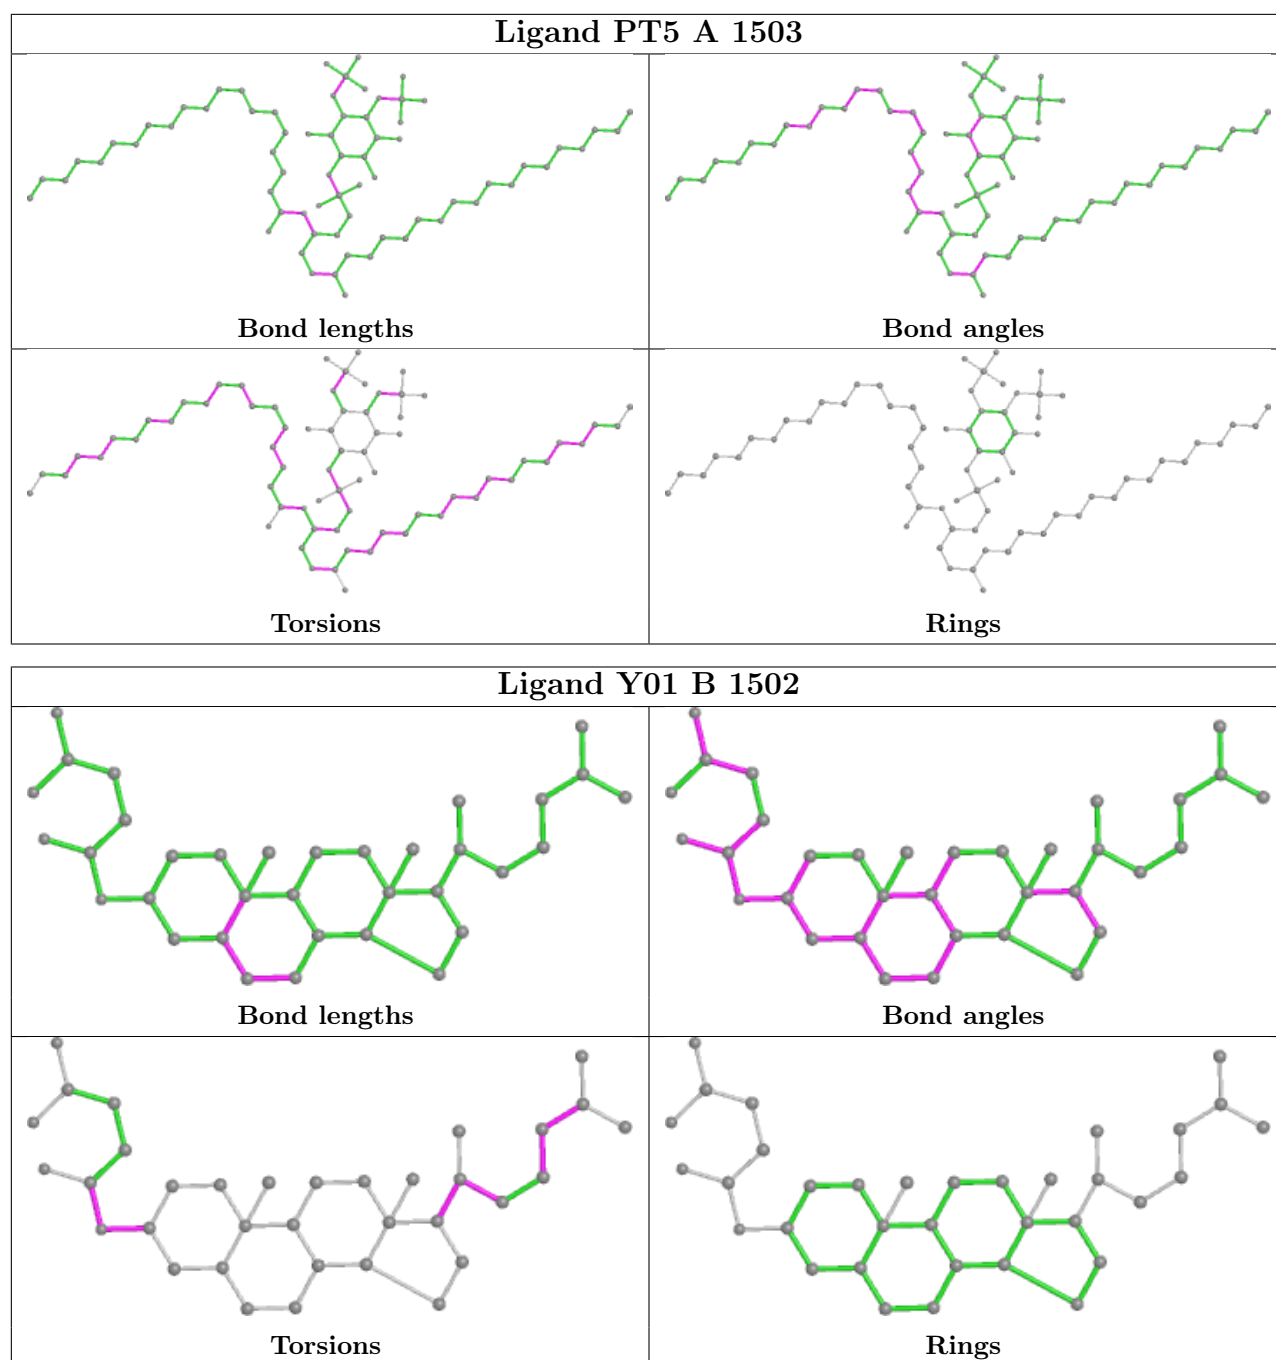 Ligand PT5 A 1503
Bond lengths
Bond angles
Torsions
Rings
Ligand Y01 B 1502
Bond lengths
Bond angles
Torsions
Rings